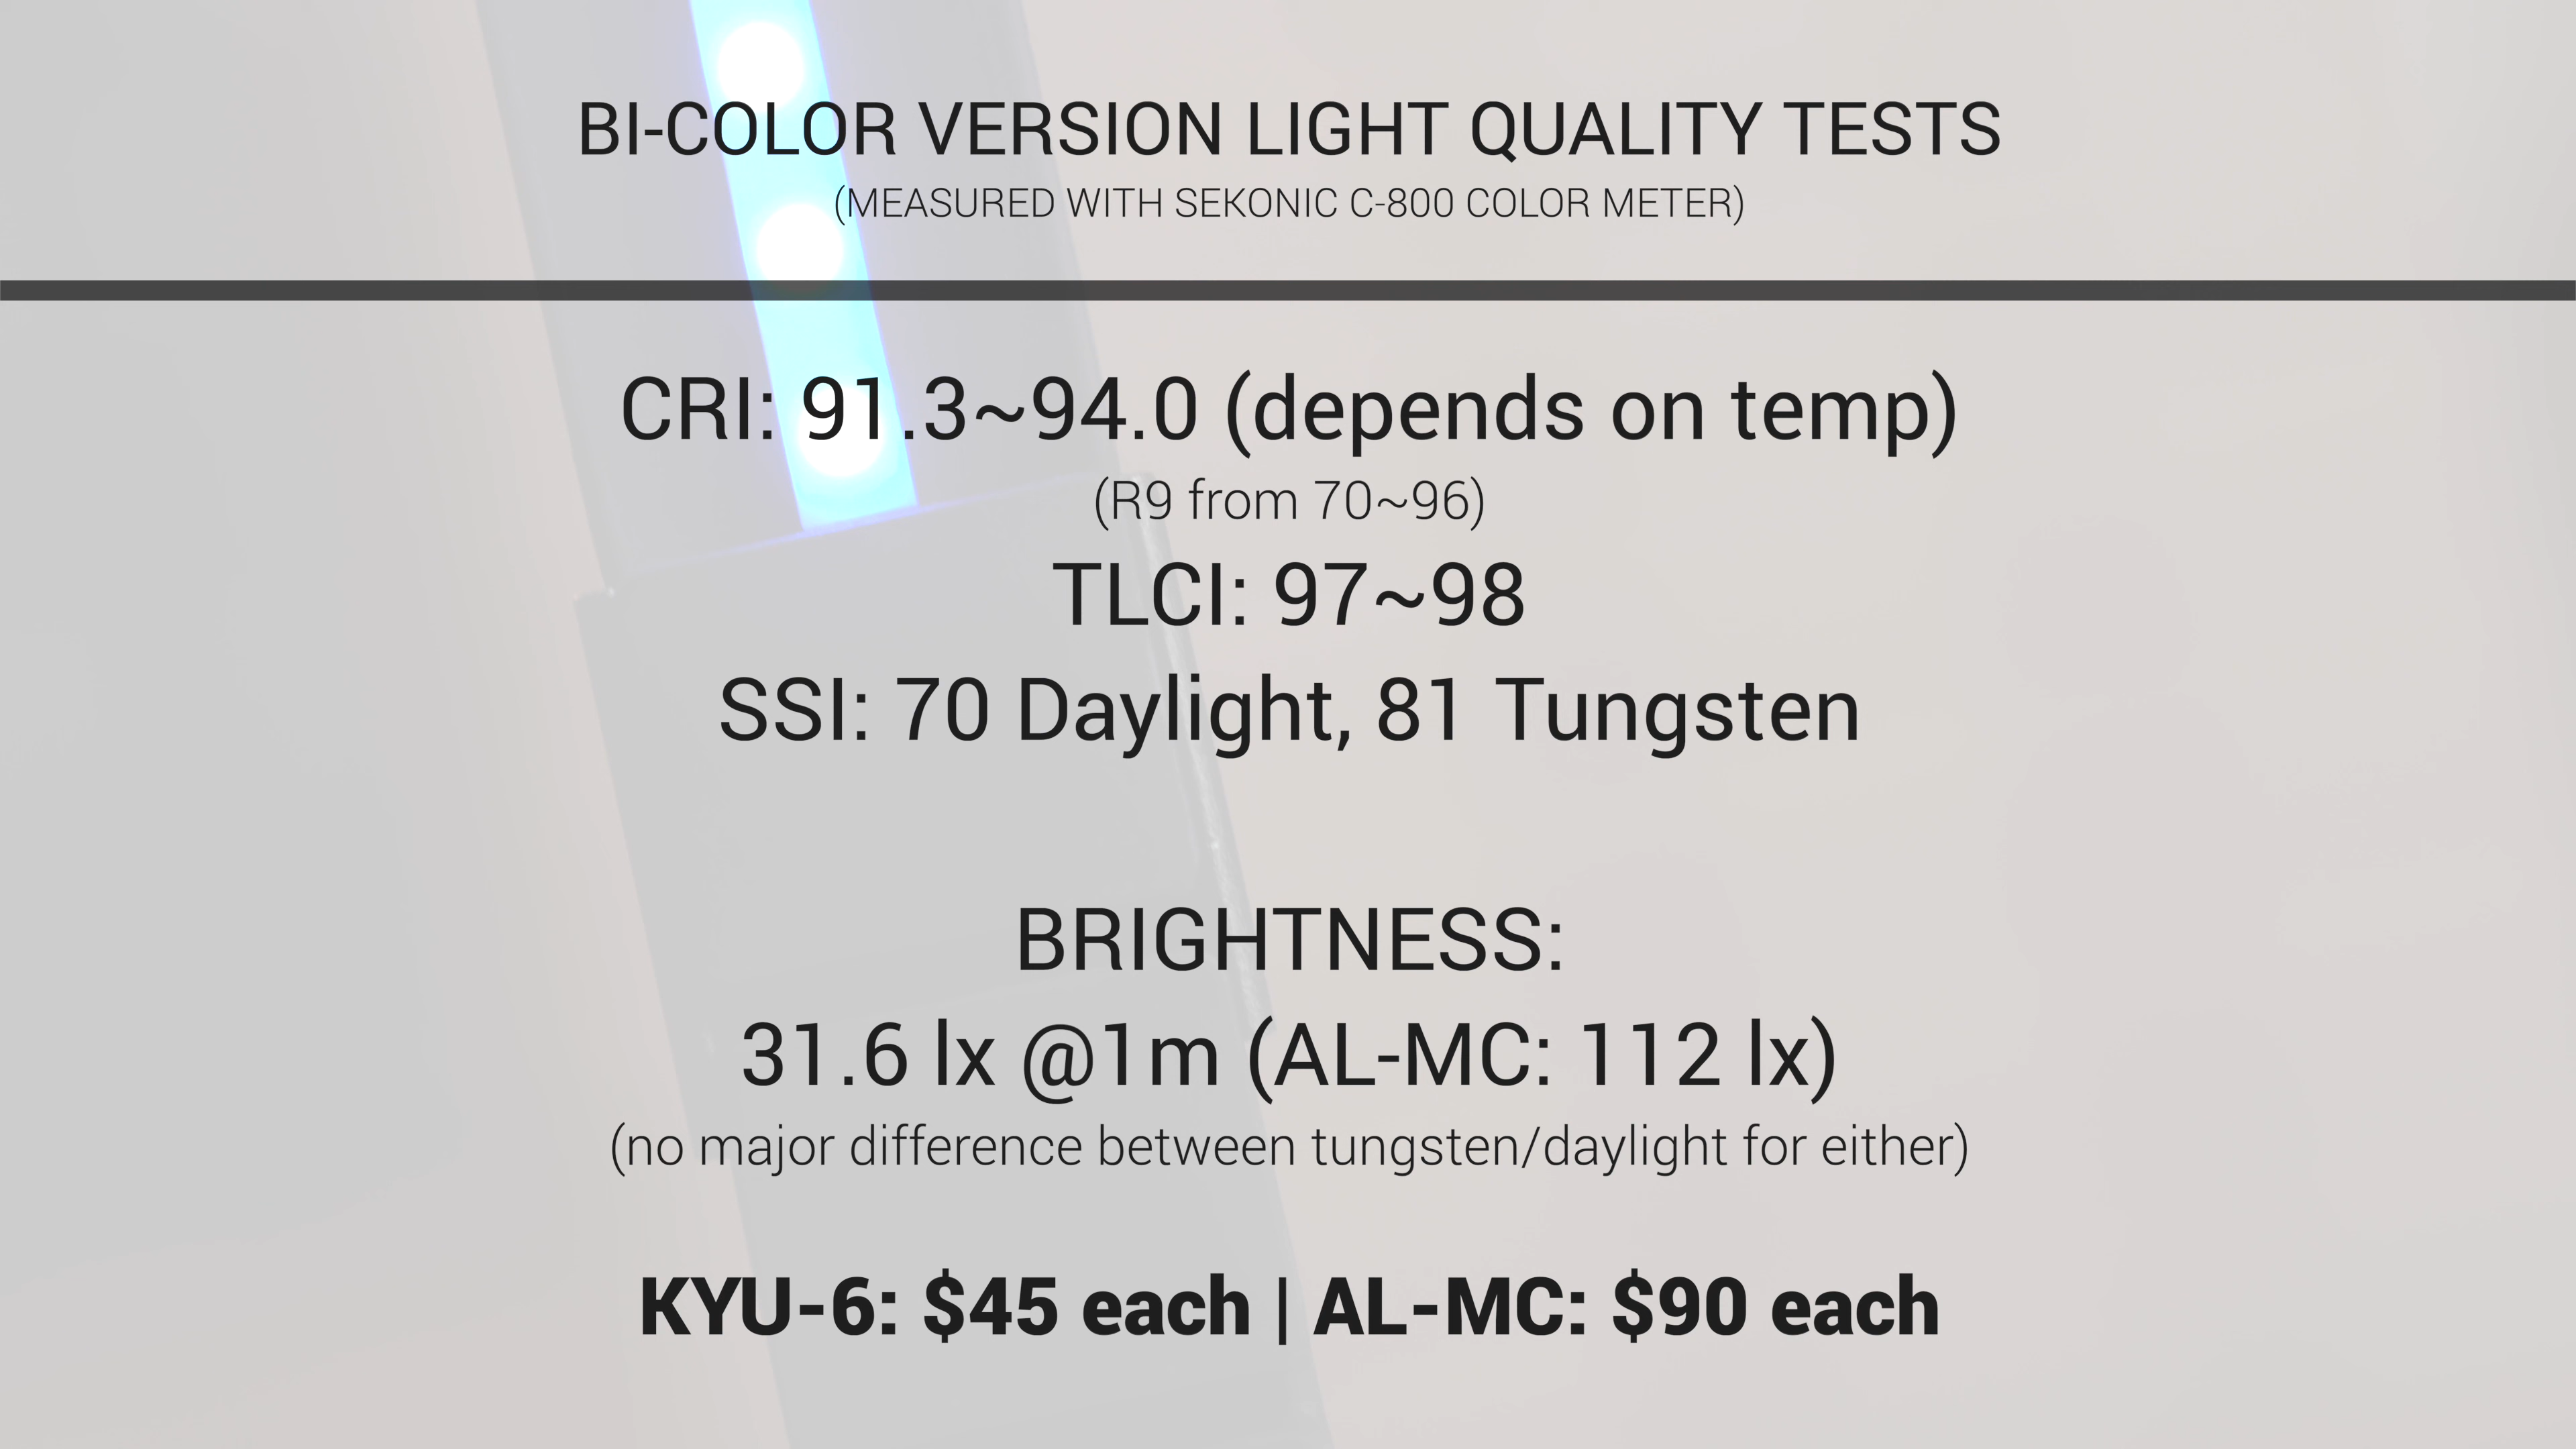 BI-COLOR VERSION LIGHT QUALITY TESTS
(MEASURED WITH SEKONIC C-800 COLOR METER)
CRI: 91.3~94.0 (depends on temp)
(R9 from 70~96)
TLCI: 97~98
SSI: 70 Daylight, 81 Tungsten
BRIGHTNESS:
31.6 lx @1m (AL-MC: 112 lx)
(no major difference between tungsten/daylight for either)
KYU-6: $45 each | AL-MC: $90 each